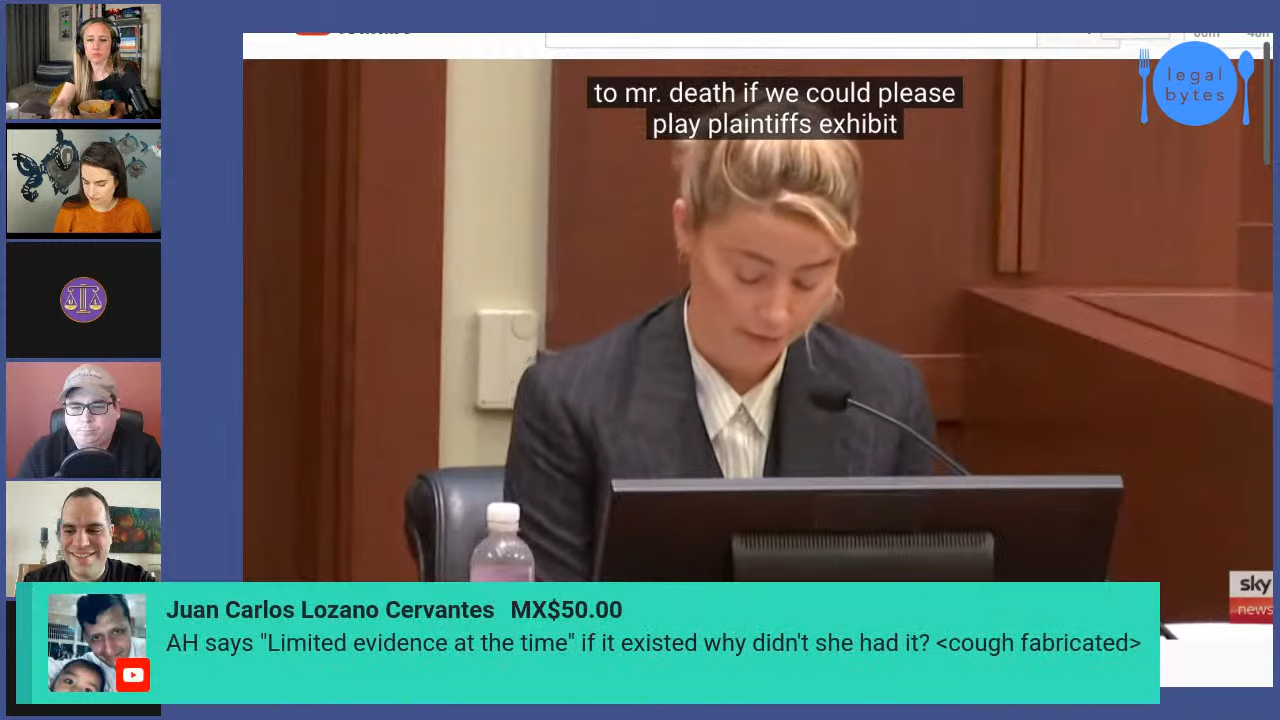 to mr. death if we could please
play plaintiffs exhibit
legal
bytes
sky
news
Juan Carlos Lozano Cervantes MX$50.00
AH says "Limited evidence at the time" if it existed why didn't she had it? <cough fabricated>